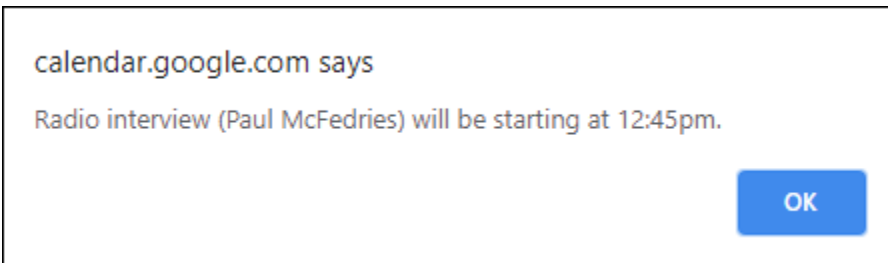 calendar.google.com says
Radio interview (Paul McFedries) will be starting at 12:45pm.
OK